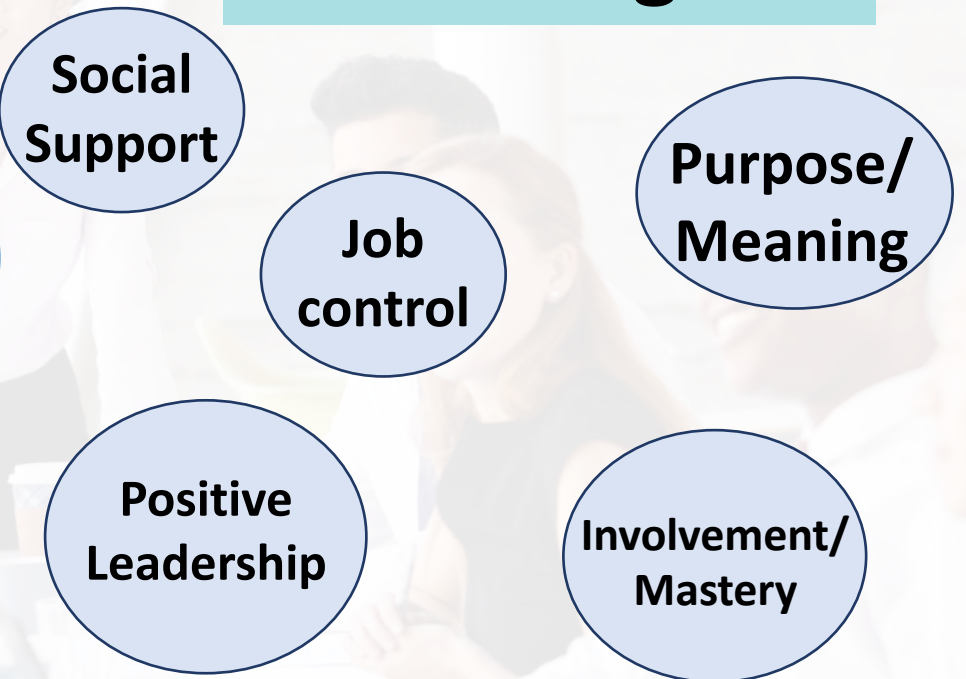 Social
Support
Purpose/
Meaning
Job
control
Positive
Leadership
Involvement/
Mastery